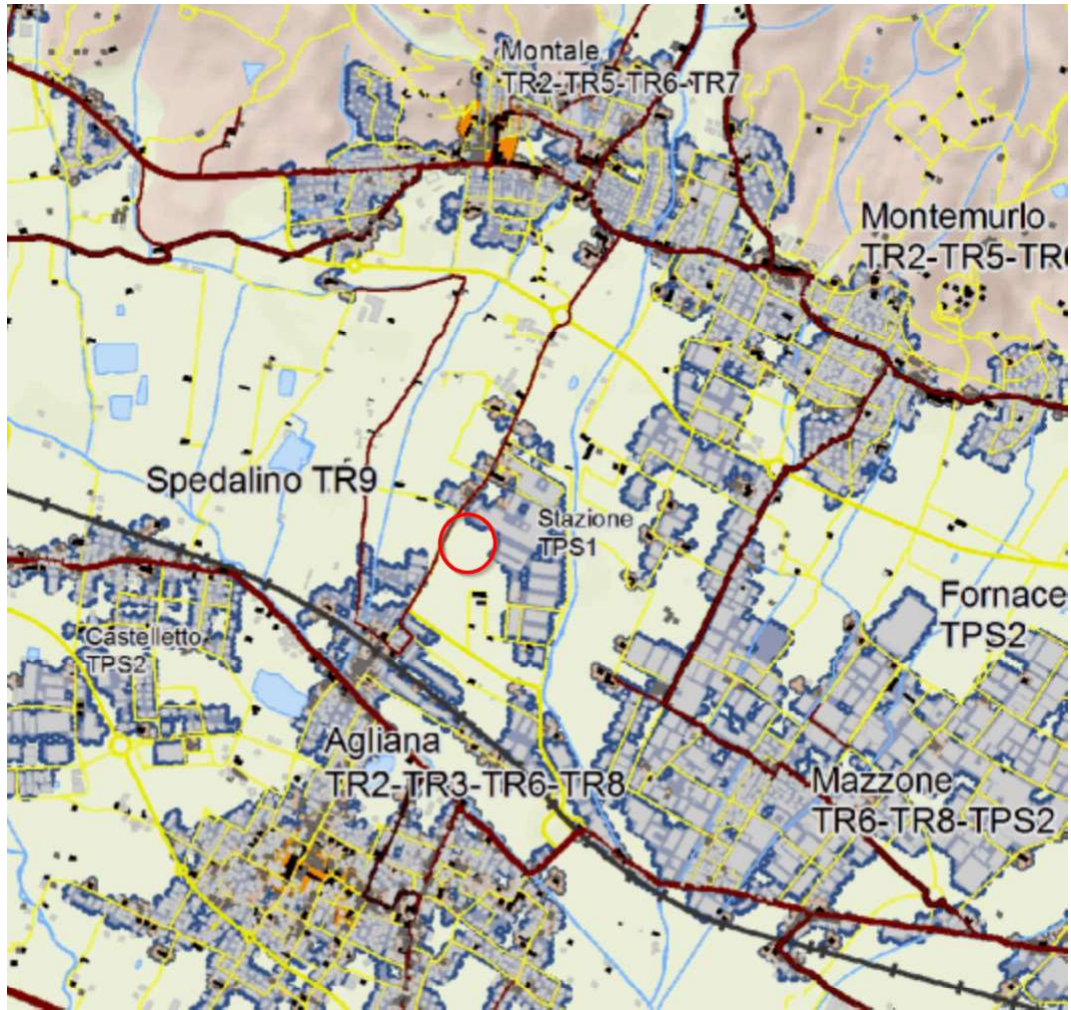 Montale
TR2-TR5-TR6-TR7
Montemurlo
TR2-TR5-TR6
Spedalino TR9
Stazione
TPS1
Fornace
TPS2
Castelletto
TPS2
Agliana
TR2-TR3-TR6-TR8
Mazzone
TR6-TR8-TPS2